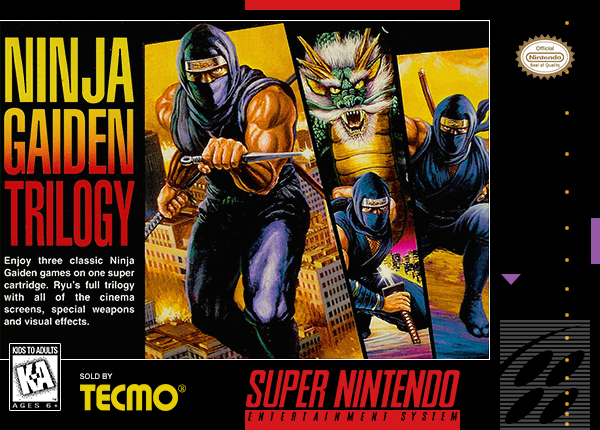 NINJA
GAIDEN
TRILOGY
Enjoy three classic Ninja
Gaiden games on one super
cartridge. Ryu's full trilogy
with all of the cinema
screens, special weapons
and visual effects.
Official
Nintendo
Seal of Quality
KIDS TO ADULTS
KA
AGES 6+
SOLD BY
TECMO®
SUPER NINTENDO
ENTERTAINMENT SYSTEM